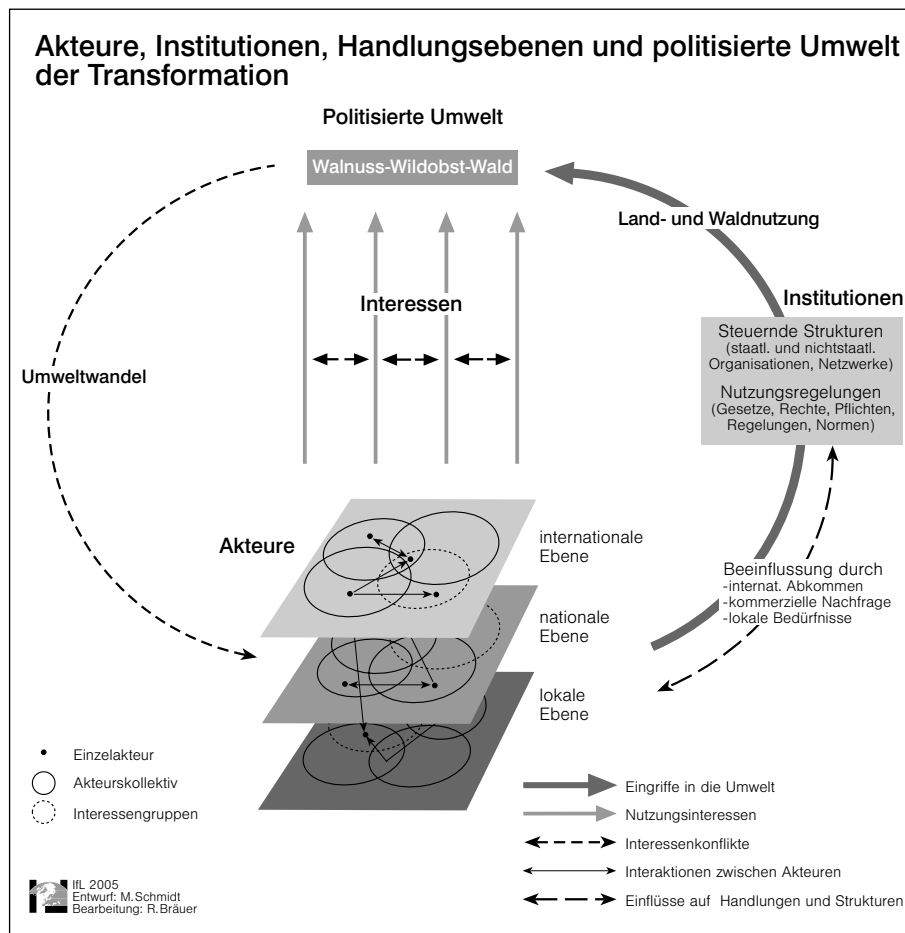 Akteure, Institutionen, Handlungsebenen und politisierte Umwelt
der Transformation
Politisierte Umwelt
Walnuss-Wildobst-Wald
Land- und Waldnutzung
Interessen
Institutionen
Steuernde Strukturen
(staatl. und nichtstaatl.
Organisationen, Netzwerke)
Nutzungsregelungen
(Gesetze, Rechte, Pflichten,
Regelungen, Normen)
Umweltwandel
Akteure
internationale
Ebene
nationale
Ebene
lokale
Ebene
Beeinflussung durch
-internat. Abkommen
-kommerzielle Nachfrage
-lokale Bedürfnisse
Einzelakteur
Akteurskollektiv
Interessengruppen
Eingriffe in die Umwelt
Nutzungsinteressen
Interessenkonflikte
Interaktionen zwischen Akteuren
Einflüsse auf Handlungen und Strukturen
IfL 2005
Entwurf: M.Schmidt
Bearbeitung: R.Bräuer